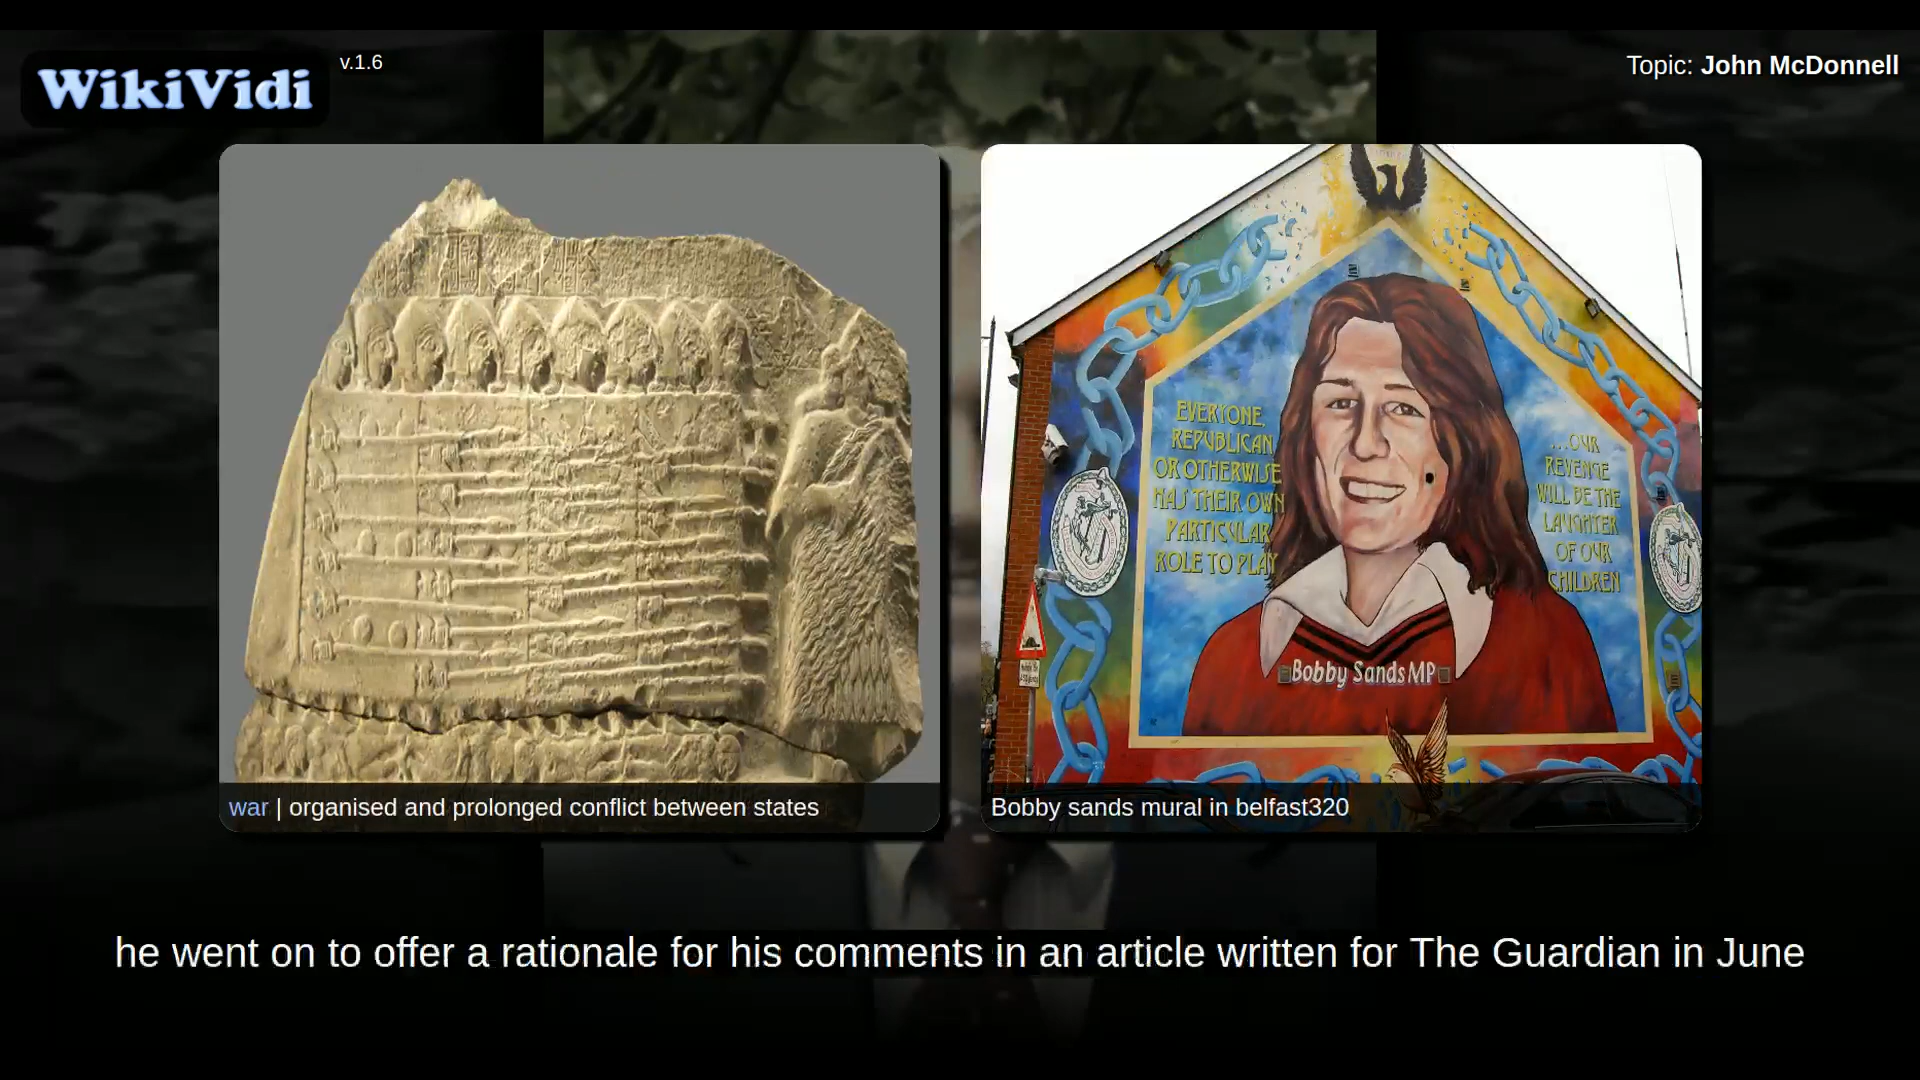 WikiVidi
v.1.6
Topic: John McDonnell
EVERYONE,
REPUBLICAN
OR OTHERWISE
HAS THEIR OWN
PARTICULAR
ROLE TO PLAY
...OUR
REVENGE
WILL BE THE
LAUGHTER
OF OUR
CHILDREN
Bobby Sands MP
war | organised and prolonged conflict between states
Bobby sands mural in belfast320
he went on to offer a rationale for his comments in an article written for The Guardian in June